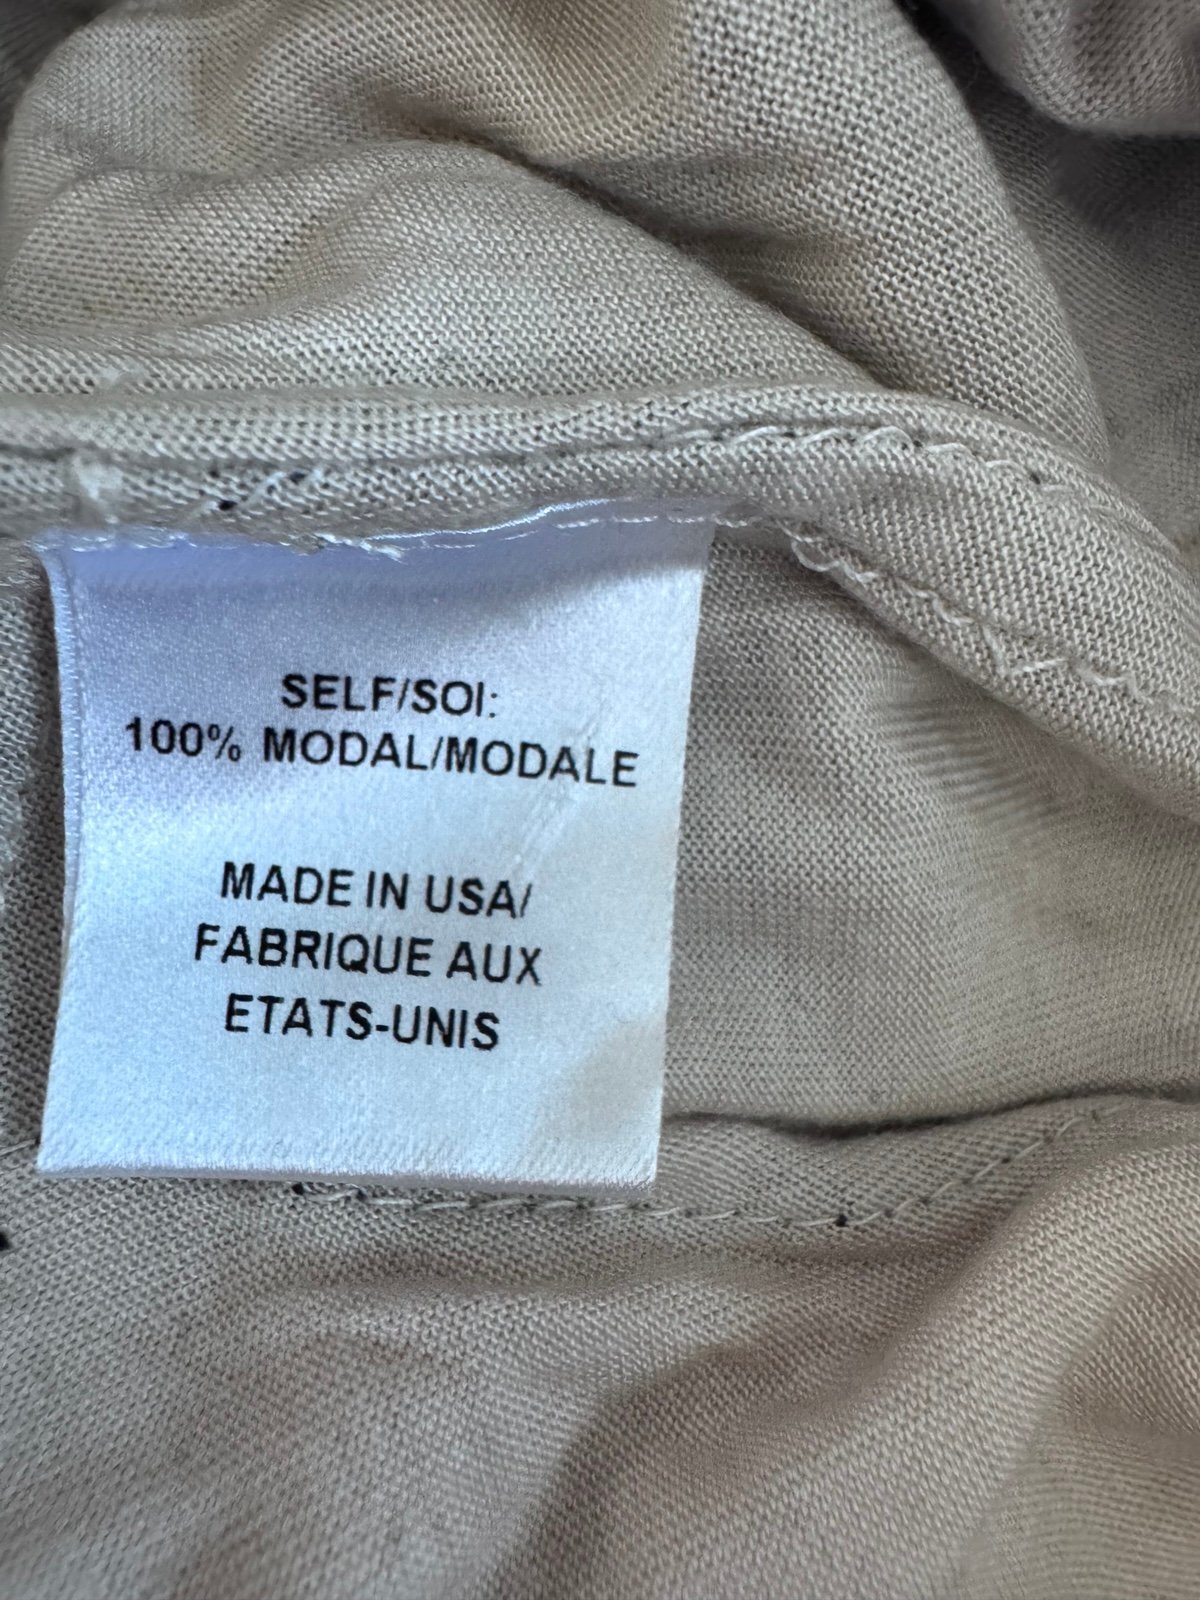 SELF/SOI:
100% MODAL/MODALE
MADE IN USA/
FABRIQUE AUX
ETATS-UNIS